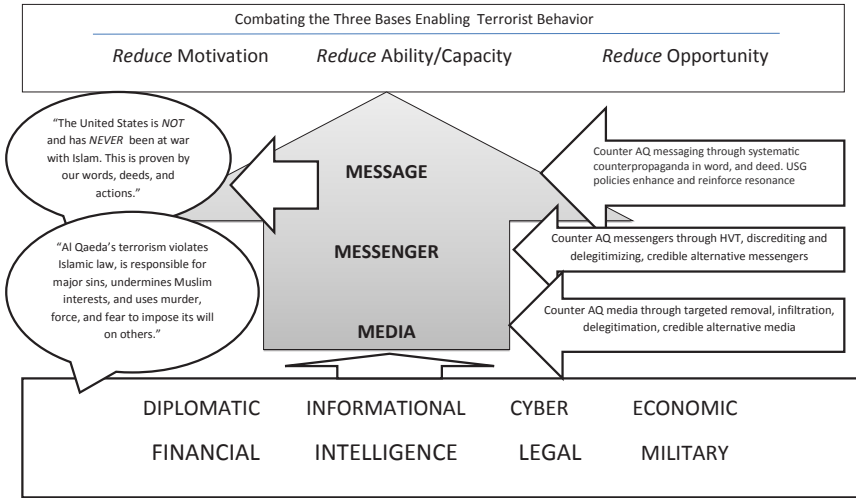 Combating the Three Bases Enabling Terrorist Behavior
Reduce Motivation Reduce Ability/Capacity Reduce Opportunity
“The United States is NOT
and has NEVER been at war
with Islam. This is proven by
our words, deeds, and
actions.”
MESSAGE
Counter AQ messaging through systematic
counterpropaganda in word, and deed. USG
policies enhance and reinforce resonance
“Al Qaeda’s terrorism violates
Islamic law, is responsible for
major sins, undermines Muslim
interests, and uses murder,
force, and fear to impose its will
on others.”
MESSENGER
Counter AQ messengers through HVT, discrediting and
delegitimizing, credible alternative messengers
MEDIA
Counter AQ media through targeted removal, infiltration,
delegitimation, credible alternative media
DIPLOMATIC INFORMATIONAL CYBER ECONOMIC
FINANCIAL INTELLIGENCE LEGAL MILITARY